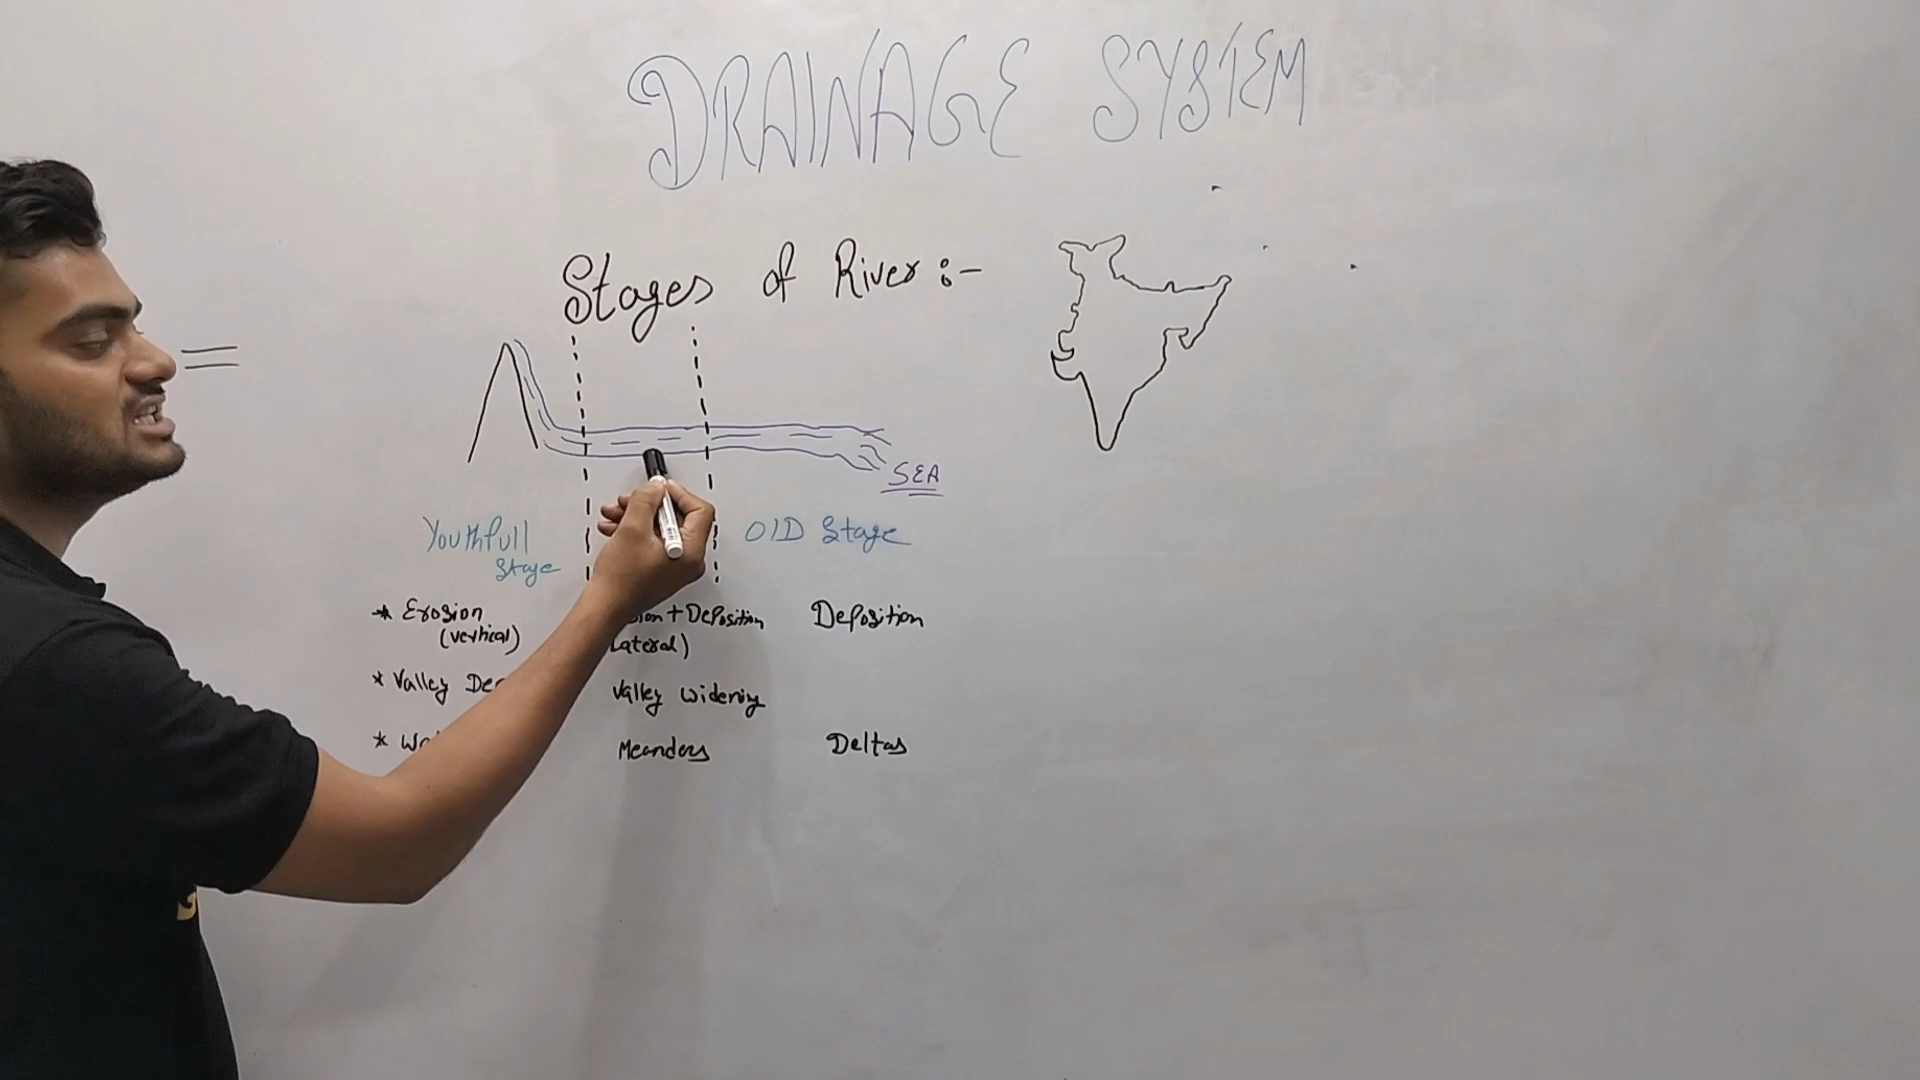 DRAINAGE SYSTEM
Stages of River :-
SEA
Youthfull
Stage
OlD Stage
* Erosion
(vertical)
+ Deposition
Lateral)
Deposition
* Valley
Valley Widening
*
Meanders
Deltas